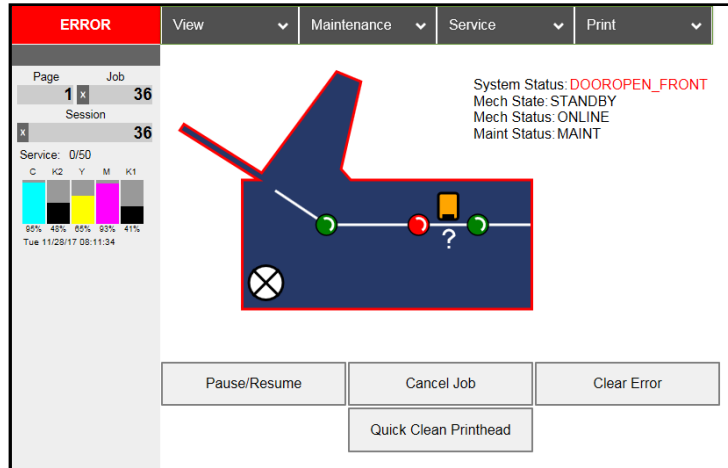 ERROR View Maintenance Service Print
Page Job
1 x 36
Session
x 36
Service: 0/50
C K2 Y M K1
95% 48% 65% 93% 41%
Tue 11/28/17 08:11:34
System Status: DOOROPEN_FRONT
Mech State: STANDBY
Mech Status: ONLINE
Maint Status: MAINT
?
Pause/Resume Cancel Job Clear Error
Quick Clean Printhead